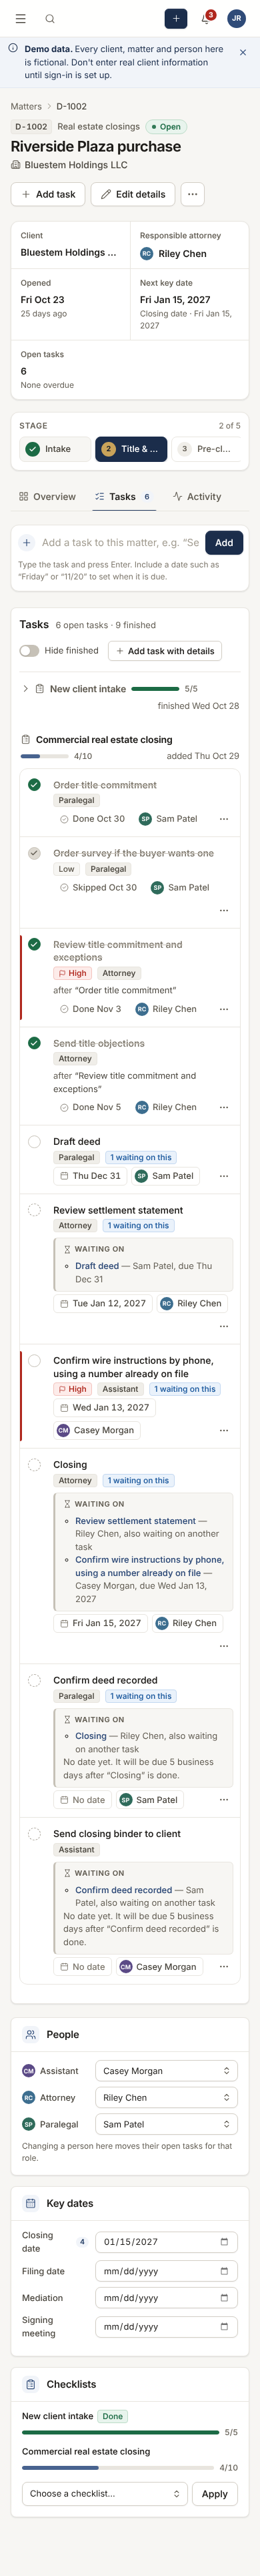 3
JR
Demo data. Every client, matter and person here
is fictional. Don't enter real client information
until sign-in is set up.
Matters > D-1002
D-1002 Real estate closings Open
Riverside Plaza purchase
Bluestem Holdings LLC
Add task
Edit details
Client
Bluestem Holdings ...
Responsible attorney
RC Riley Chen
Opened
Fri Oct 23
25 days ago
Next key date
Fri Jan 15, 2027
Closing date · Fri Jan 15,
2027
Open tasks
6
None overdue
STAGE 2 of 5
Intake
2 Title & ...
3 Pre-cl...
Overview
Tasks 6
Activity
Add a task to this matter, e.g. “Se
Add
Type the task and press Enter. Include a date such as
“Friday” or “11/20” to set when it is due.
Tasks 6 open tasks · 9 finished
Hide finished
Add task with details
New client intake 5/5
finished Wed Oct 28
Commercial real estate closing
4/10 added Thu Oct 29
Order title commitment
Paralegal
Done Oct 30 SP Sam Patel
Order survey if the buyer wants one
Low Paralegal
Skipped Oct 30 SP Sam Patel
Review title commitment and
exceptions
High Attorney
after “Order title commitment”
Done Nov 3 RC Riley Chen
Send title objections
Attorney
after “Review title commitment and
exceptions”
Done Nov 5 RC Riley Chen
Draft deed
Paralegal 1 waiting on this
Thu Dec 31 SP Sam Patel
Review settlement statement
Attorney 1 waiting on this
WAITING ON
Draft deed — Sam Patel, due Thu
Dec 31
Tue Jan 12, 2027 RC Riley Chen
Confirm wire instructions by phone,
using a number already on file
High Assistant 1 waiting on this
Wed Jan 13, 2027
CM Casey Morgan
Closing
Attorney 1 waiting on this
WAITING ON
Review settlement statement —
Riley Chen, also waiting on another
task
Confirm wire instructions by phone,
using a number already on file —
Casey Morgan, due Wed Jan 13,
2027
Fri Jan 15, 2027 RC Riley Chen
Confirm deed recorded
Paralegal 1 waiting on this
WAITING ON
Closing — Riley Chen, also waiting
on another task
No date yet. It will be due 5 business
days after “Closing” is done.
No date SP Sam Patel
Send closing binder to client
Assistant
WAITING ON
Confirm deed recorded — Sam
Patel, also waiting on another task
No date yet. It will be due 5 business
days after “Confirm deed recorded” is
done.
No date CM Casey Morgan
People
CM Assistant Casey Morgan
RC Attorney Riley Chen
SP Paralegal Sam Patel
Changing a person here moves their open tasks for that
role.
Key dates
Closing
date 4 01/15/2027
Filing date mm/dd/yyyy
Mediation mm/dd/yyyy
Signing
meeting mm/dd/yyyy
Checklists
New client intake Done
5/5
Commercial real estate closing
4/10
Choose a checklist... Apply